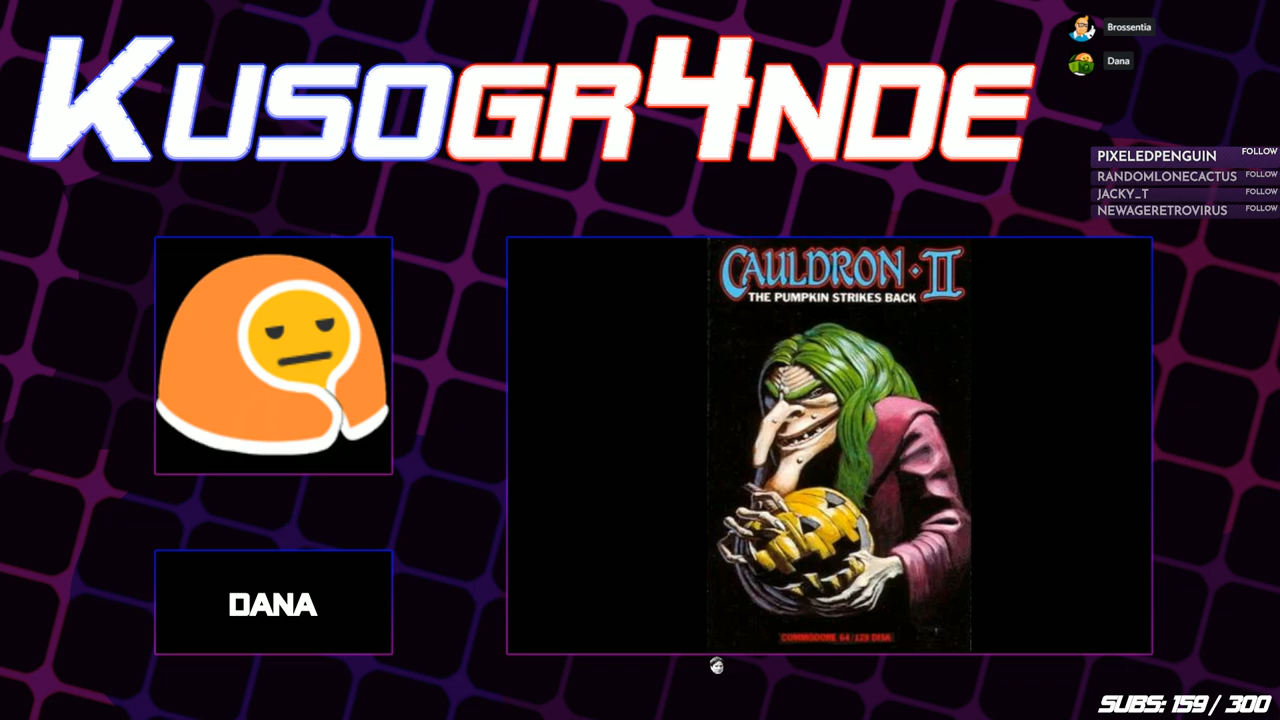 KUSOGR4NDE
Brossentia
Dana
PIXELEDPENGUIN FOLLOW
RANDOMLONECACTUS FOLLOW
JACKY_T FOLLOW
NEWAGERETROVIRUS FOLLOW
CAULDRON · II
THE PUMPKIN STRIKES BACK
COMMODORE 64/128 DISK
DANA
SUBS: 159 / 300